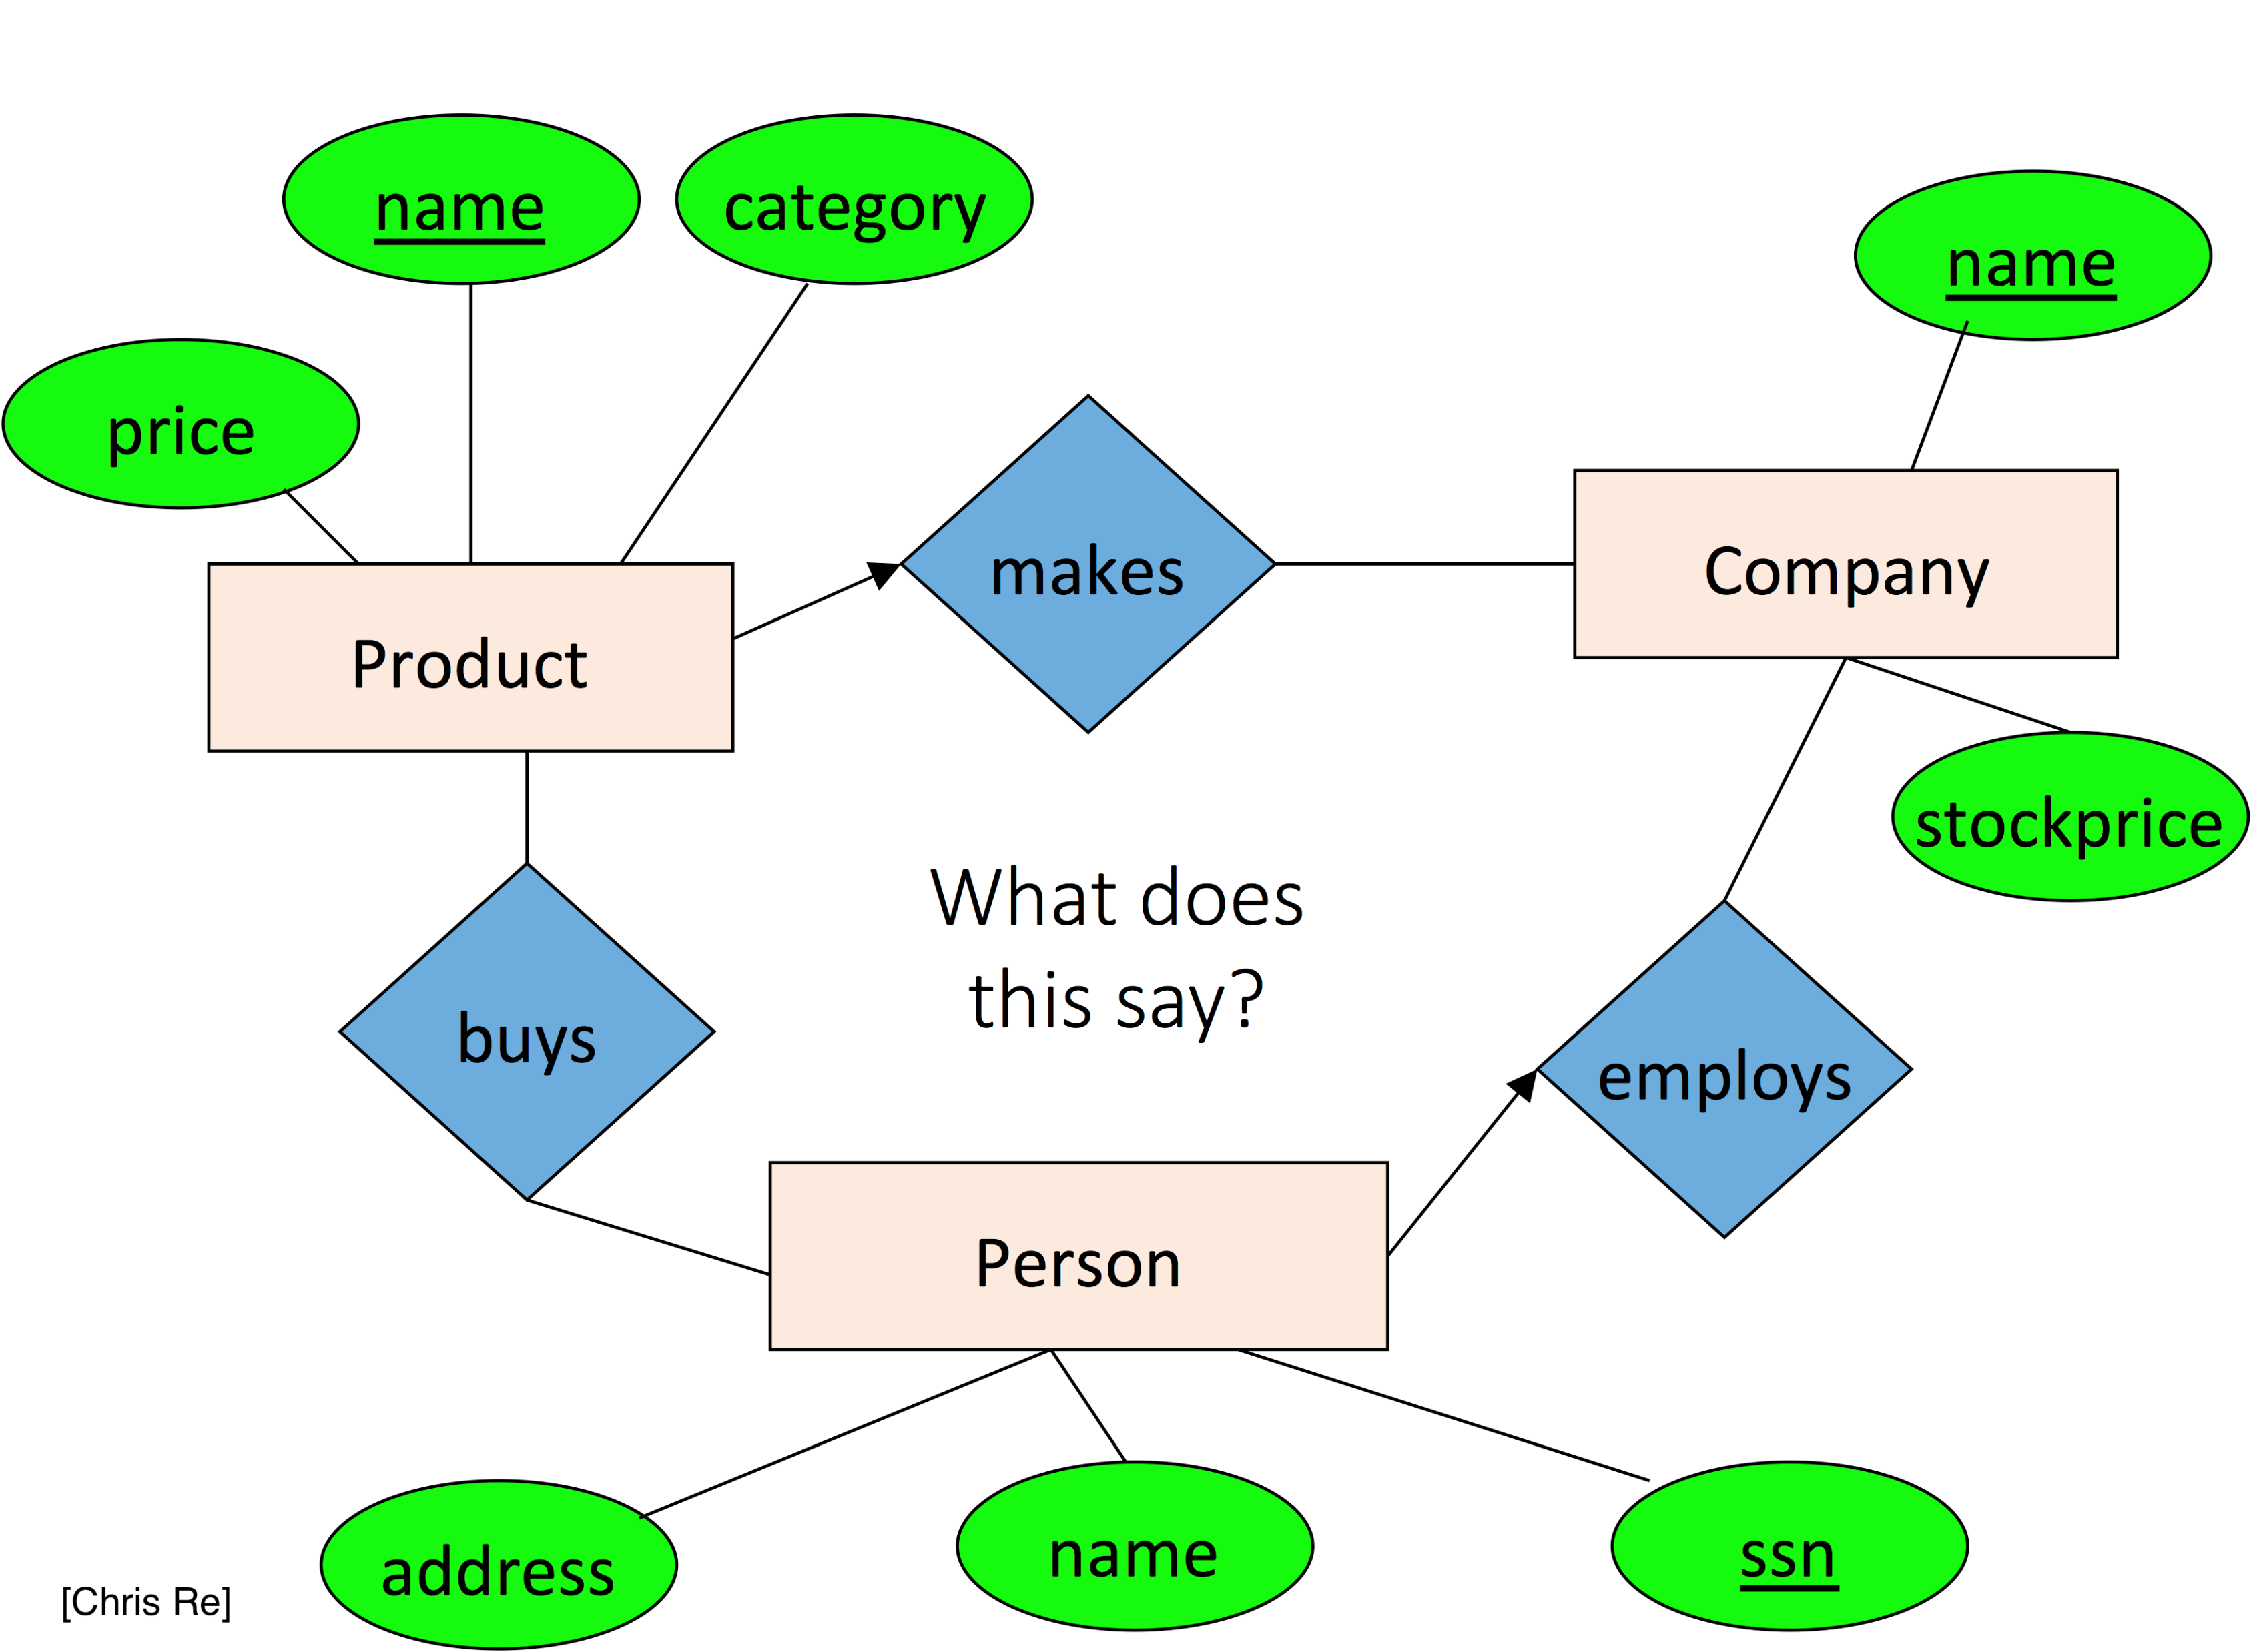 name
category
name
price
makes
Company
Product
stockprice
What does
this say?
buys
employs
Person
address
name
ssn
[Chris Re]